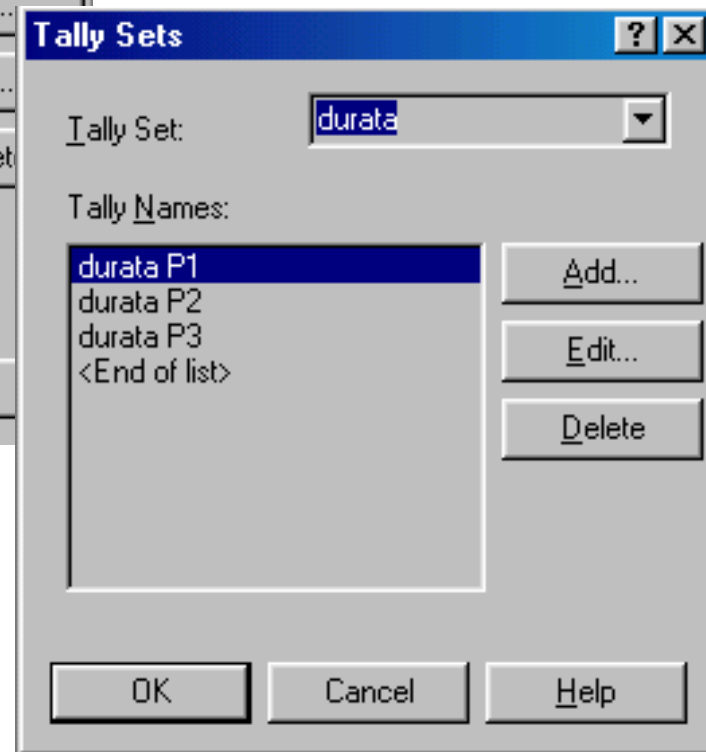 Tally Sets
Tally Set:
durata
Tally Names:
durata P1
durata P2
durata P3
<End of list>
Add...
Edit...
Delete
OK
Cancel
Help